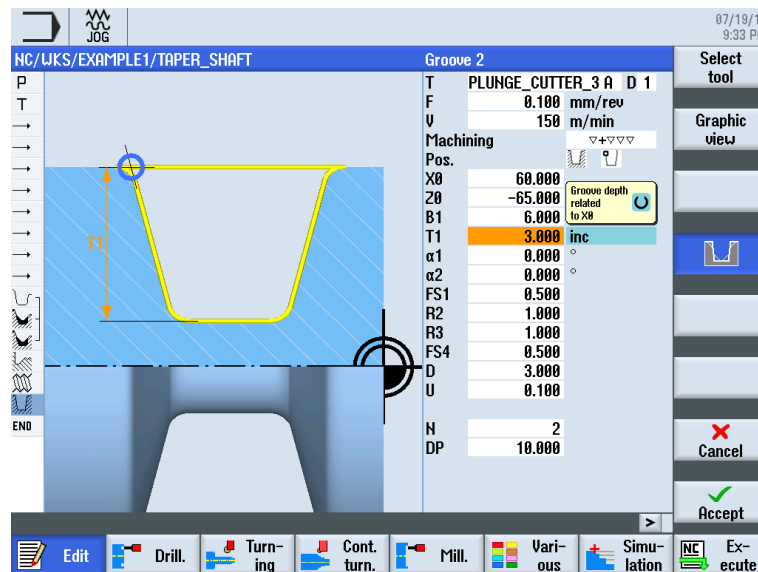 JOG
07/19/1
9:33 P
NC/WKS/EXAMPLE1/TAPER_SHAFT
Groove 2
Select
tool
P
T
END
T1
T PLUNGE_CUTTER_3 A D 1
F 0.100 mm/rev
V 150 m/min
Machining ▽+▽▽▽
Pos.
X0 60.000
Z0 -65.000
B1 6.000
T1 3.000 inc
α1 0.000 °
α2 0.000 °
FS1 0.500
R2 1.000
R3 1.000
FS4 0.500
D 3.000
U 0.100
N 2
DP 10.000
Groove depth
related
to X0
Graphic
view
Cancel
Accept
>
Edit
Drill.
Turn-
ing
Cont.
turn.
Mill.
Vari-
ous
Simu-
lation
NC
Ex-
ecute